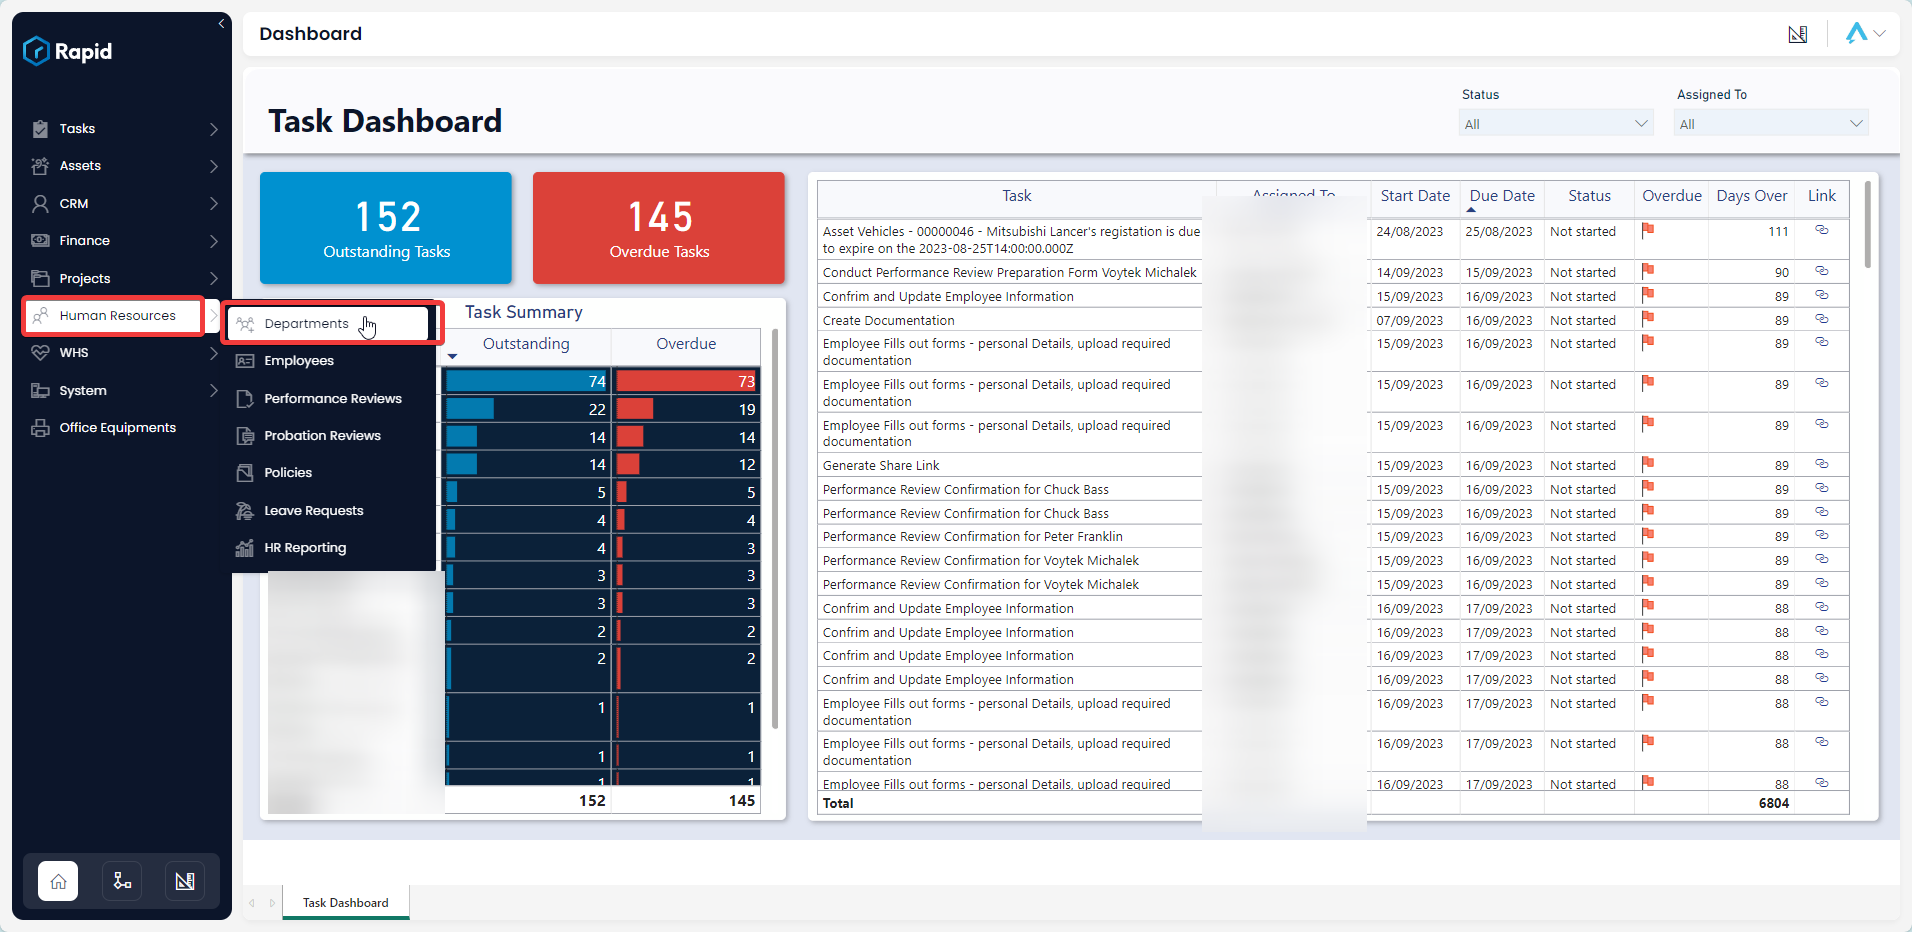 Rapid
Tasks
Assets
CRM
Finance
Projects
Human Resources
WHS
System
Office Equipments
Departments
Employees
Performance Reviews
Probation Reviews
Policies
Leave Requests
HR Reporting
Dashboard
Task Dashboard
Status
All
Assigned To
All
152
Outstanding Tasks
145
Overdue Tasks
Task Summary
Outstanding Overdue
74 73
22 19
14 14
14 12
5 5
4 4
4 3
3 3
3 3
2 2
2 2
1 1
1 1
1 1
152 145
Task Assigned To Start Date Due Date Status Overdue Days Over Link
Asset Vehicles - 00000046 - Mitsubishi Lancer's registation is due 24/08/2023 25/08/2023 Not started 111
to expire on the 2023-08-25T14:00:00.000Z
Conduct Performance Review Preparation Form Voytek Michalek 14/09/2023 15/09/2023 Not started 90
Confrim and Update Employee Information 15/09/2023 16/09/2023 Not started 89
Create Documentation 07/09/2023 16/09/2023 Not started 89
Employee Fills out forms - personal Details, upload required 15/09/2023 16/09/2023 Not started 89
documentation
Employee Fills out forms - personal Details, upload required 15/09/2023 16/09/2023 Not started 89
documentation
Employee Fills out forms - personal Details, upload required 15/09/2023 16/09/2023 Not started 89
documentation
Generate Share Link 15/09/2023 16/09/2023 Not started 89
Performance Review Confirmation for Chuck Bass 15/09/2023 16/09/2023 Not started 89
Performance Review Confirmation for Chuck Bass 15/09/2023 16/09/2023 Not started 89
Performance Review Confirmation for Peter Franklin 15/09/2023 16/09/2023 Not started 89
Performance Review Confirmation for Voytek Michalek 15/09/2023 16/09/2023 Not started 89
Performance Review Confirmation for Voytek Michalek 15/09/2023 16/09/2023 Not started 89
Confrim and Update Employee Information 16/09/2023 17/09/2023 Not started 88
Confrim and Update Employee Information 16/09/2023 17/09/2023 Not started 88
Confrim and Update Employee Information 16/09/2023 17/09/2023 Not started 88
Confrim and Update Employee Information 16/09/2023 17/09/2023 Not started 88
Employee Fills out forms - personal Details, upload required 16/09/2023 17/09/2023 Not started 88
documentation
Employee Fills out forms - personal Details, upload required 16/09/2023 17/09/2023 Not started 88
documentation
Employee Fills out forms - personal Details, upload required 16/09/2023 17/09/2023 Not started 88
Total 6804
Task Dashboard